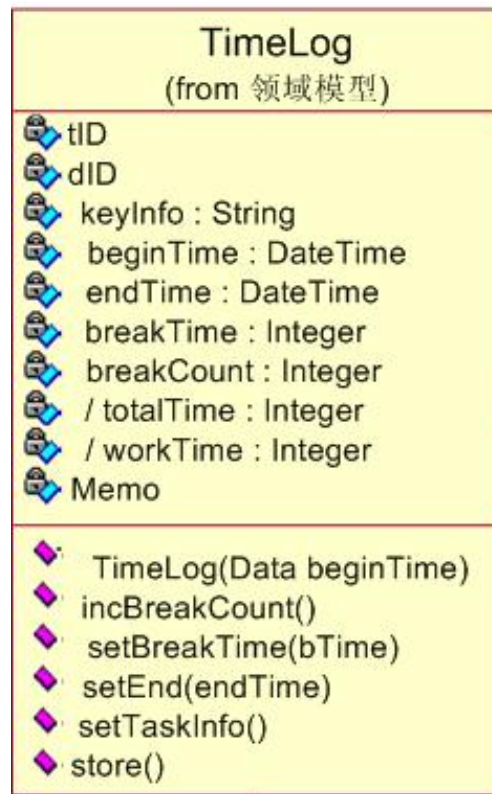 TimeLog
(from 领域模型)
tID
dID
keyInfo : String
beginTime : DateTime
endTime : DateTime
breakTime : Integer
breakCount : Integer
/ totalTime : Integer
/ workTime : Integer
Memo
TimeLog(Data beginTime)
incBreakCount()
setBreakTime(bTime)
setEnd(endTime)
setTaskInfo()
store()